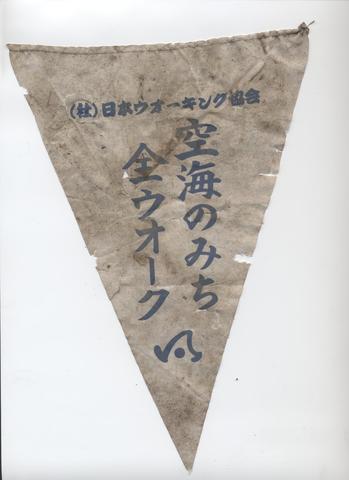 (社)日本ウオーキング協会
空海のみち
全ウオーク